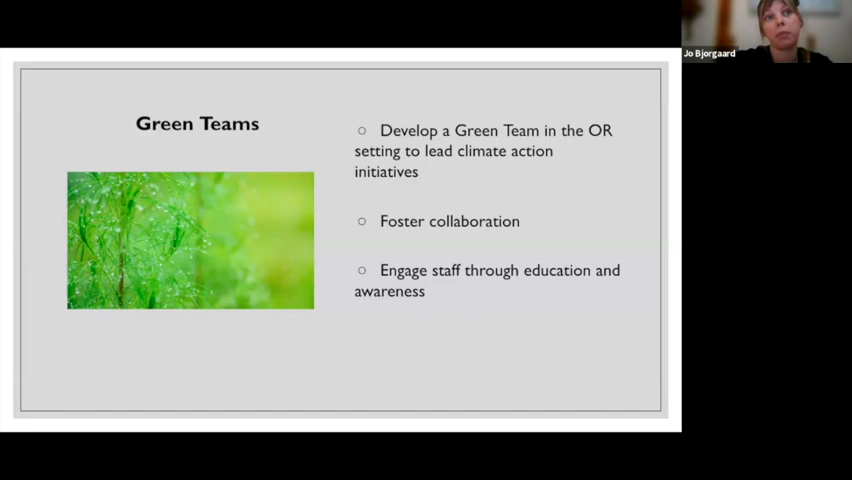 Jo Bjorgaard
Green Teams
○ Develop a Green Team in the OR
setting to lead climate action
initiatives
○ Foster collaboration
○ Engage staff through education and
awareness